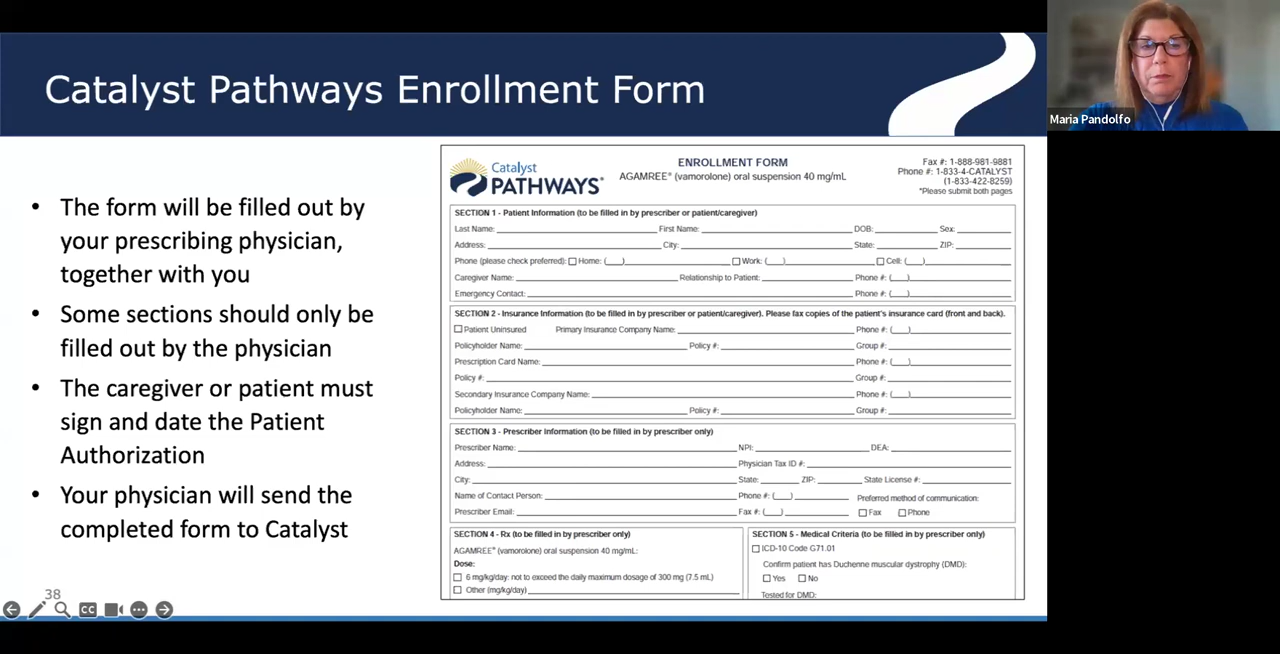 Catalyst Pathways Enrollment Form
Maria Pandolfo
• The form will be filled out by
your prescribing physician,
together with you
• Some sections should only be
filled out by the physician
• The caregiver or patient must
sign and date the Patient
Authorization
• Your physician will send the
completed form to Catalyst
38
CC
Catalyst
PATHWAYS®
ENROLLMENT FORM
AGAMREE® (vamorolone) oral suspension 40 mg/mL
Fax #: 1-888-981-9881
Phone #: 1-833-4-CATALYST
(1-833-422-8259)
*Please submit both pages
SECTION 1 - Patient Information (to be filled in by prescriber or patient/caregiver)
Last Name: First Name: DOB: Sex:
Address: City: State: ZIP:
Phone (please check preferred): Home: (___) Work: (___) Cell: (___)
Caregiver Name: Relationship to Patient: Phone #: (___)
Emergency Contact: Phone #: (___)
SECTION 2 - Insurance Information (to be filled in by prescriber or patient/caregiver). Please fax copies of the patient's insurance card (front and back).
Patient Uninsured Primary Insurance Company Name: Phone #: (___)
Policyholder Name: Policy #: Group #:
Prescription Card Name: Phone #: (___)
Policy #: Group #:
Secondary Insurance Company Name: Phone #: (___)
Policyholder Name: Policy #: Group #:
SECTION 3 - Prescriber Information (to be filled in by prescriber only)
Prescriber Name: NPI: DEA:
Address: Physician Tax ID #:
City: State: ZIP: State License #:
Name of Contact Person: Phone #: (___) Preferred method of communication:
Prescriber Email: Fax #: (___) Fax Phone
SECTION 4 - Rx (to be filled in by prescriber only)
AGAMREE® (vamorolone) oral suspension 40 mg/mL:
Dose:
6 mg/kg/day: not to exceed the daily maximum dosage of 300 mg (7.5 mL)
Other (mg/kg/day)
SECTION 5 - Medical Criteria (to be filled in by prescriber only)
ICD-10 Code G71.01
Confirm patient has Duchenne muscular dystrophy (DMD):
Yes No
Tested for DMD: